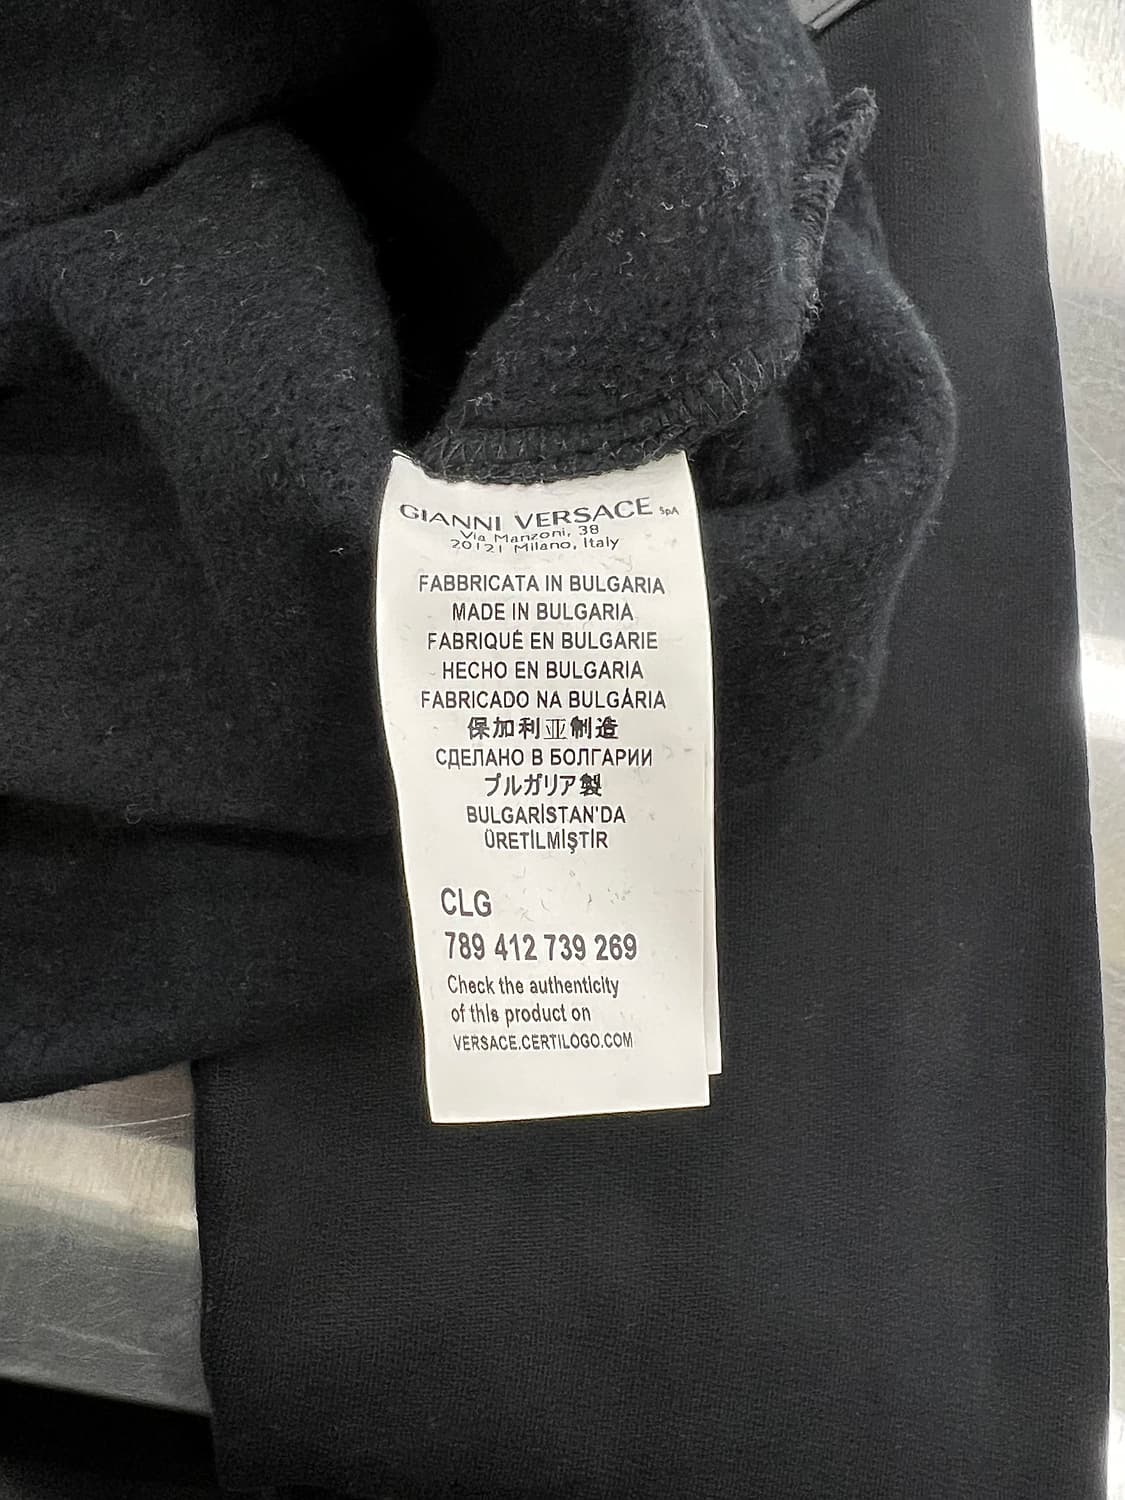 GIANNI VERSACE SpA
Via Manzoni, 38
20121 Milano, Italy
FABBRICATA IN BULGARIA
MADE IN BULGARIA
FABRIQUÉ EN BULGARIE
HECHO EN BULGARIA
FABRICADO NA BULGÁRIA
保加利亚制造
СДЕЛАНО В БОЛГАРИИ
ブルガリア製
BULGARİSTAN'DA
ÜRETİLMİŞTİR
CLG
789 412 739 269
Check the authenticity
of this product on
VERSACE.CERTILOGO.COM